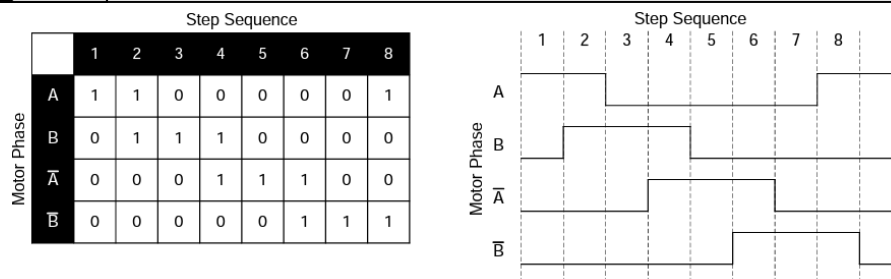 Step Sequence
1 2 3 4 5 6 7 8
A 1 1 0 0 0 0 0 1
B 0 1 1 1 0 0 0 0
A̅ 0 0 0 1 1 1 0 0
B̅ 0 0 0 0 0 1 1 1
Motor Phase
Step Sequence
1 2 3 4 5 6 7 8
A
B
A̅
B̅
Motor Phase